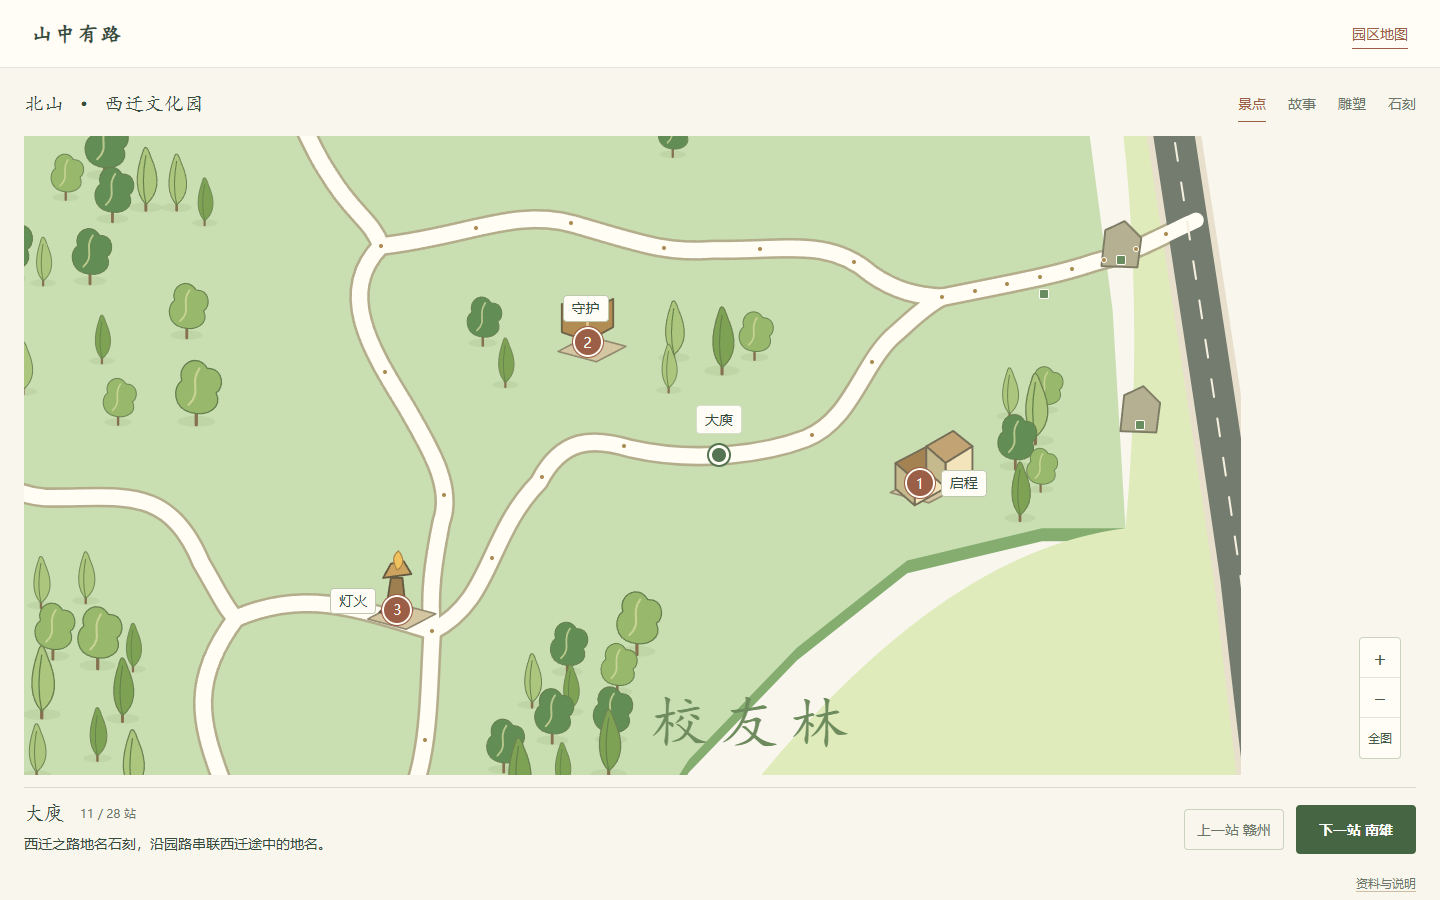 山中有路
园区地图
北山 • 西迁文化园
景点 故事 雕塑 石刻
守护
2
大庾
1
启程
灯火
3
校友林
+
−
全图
大庾 11 / 28 站
西迁之路地名石刻，沿园路串联西迁途中的地名。
上一站 赣州
下一站 南雄
资料与说明